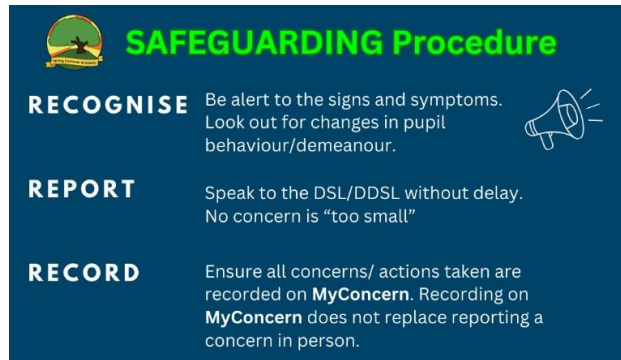 SAFEGUARDING Procedure
RECOGNISE
Be alert to the signs and symptoms.
Look out for changes in pupil
behaviour/demeanour.
REPORT
Speak to the DSL/DDSL without delay.
No concern is “too small”
RECORD
Ensure all concerns/ actions taken are
recorded on MyConcern. Recording on
MyConcern does not replace reporting a
concern in person.